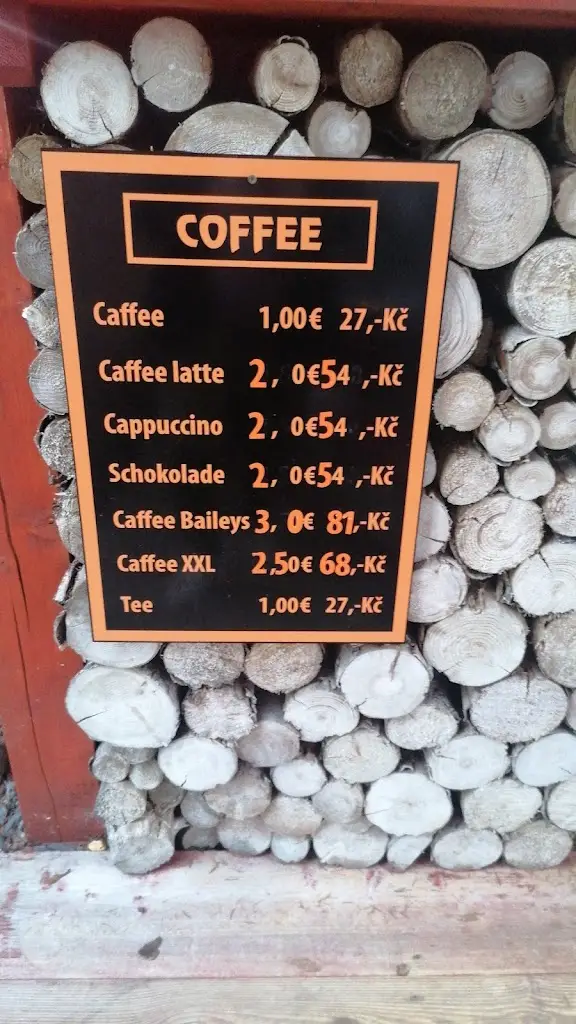 COFFEE
Caffee 1,00€ 27,-Kč
Caffee latte 2, 0€ 54 ,-Kč
Cappuccino 2, 0€ 54 ,-Kč
Schokolade 2, 0€ 54 ,-Kč
Caffee Baileys 3, 0€ 81,-Kč
Caffee XXL 2,50€ 68,-Kč
Tee 1,00€ 27,-Kč